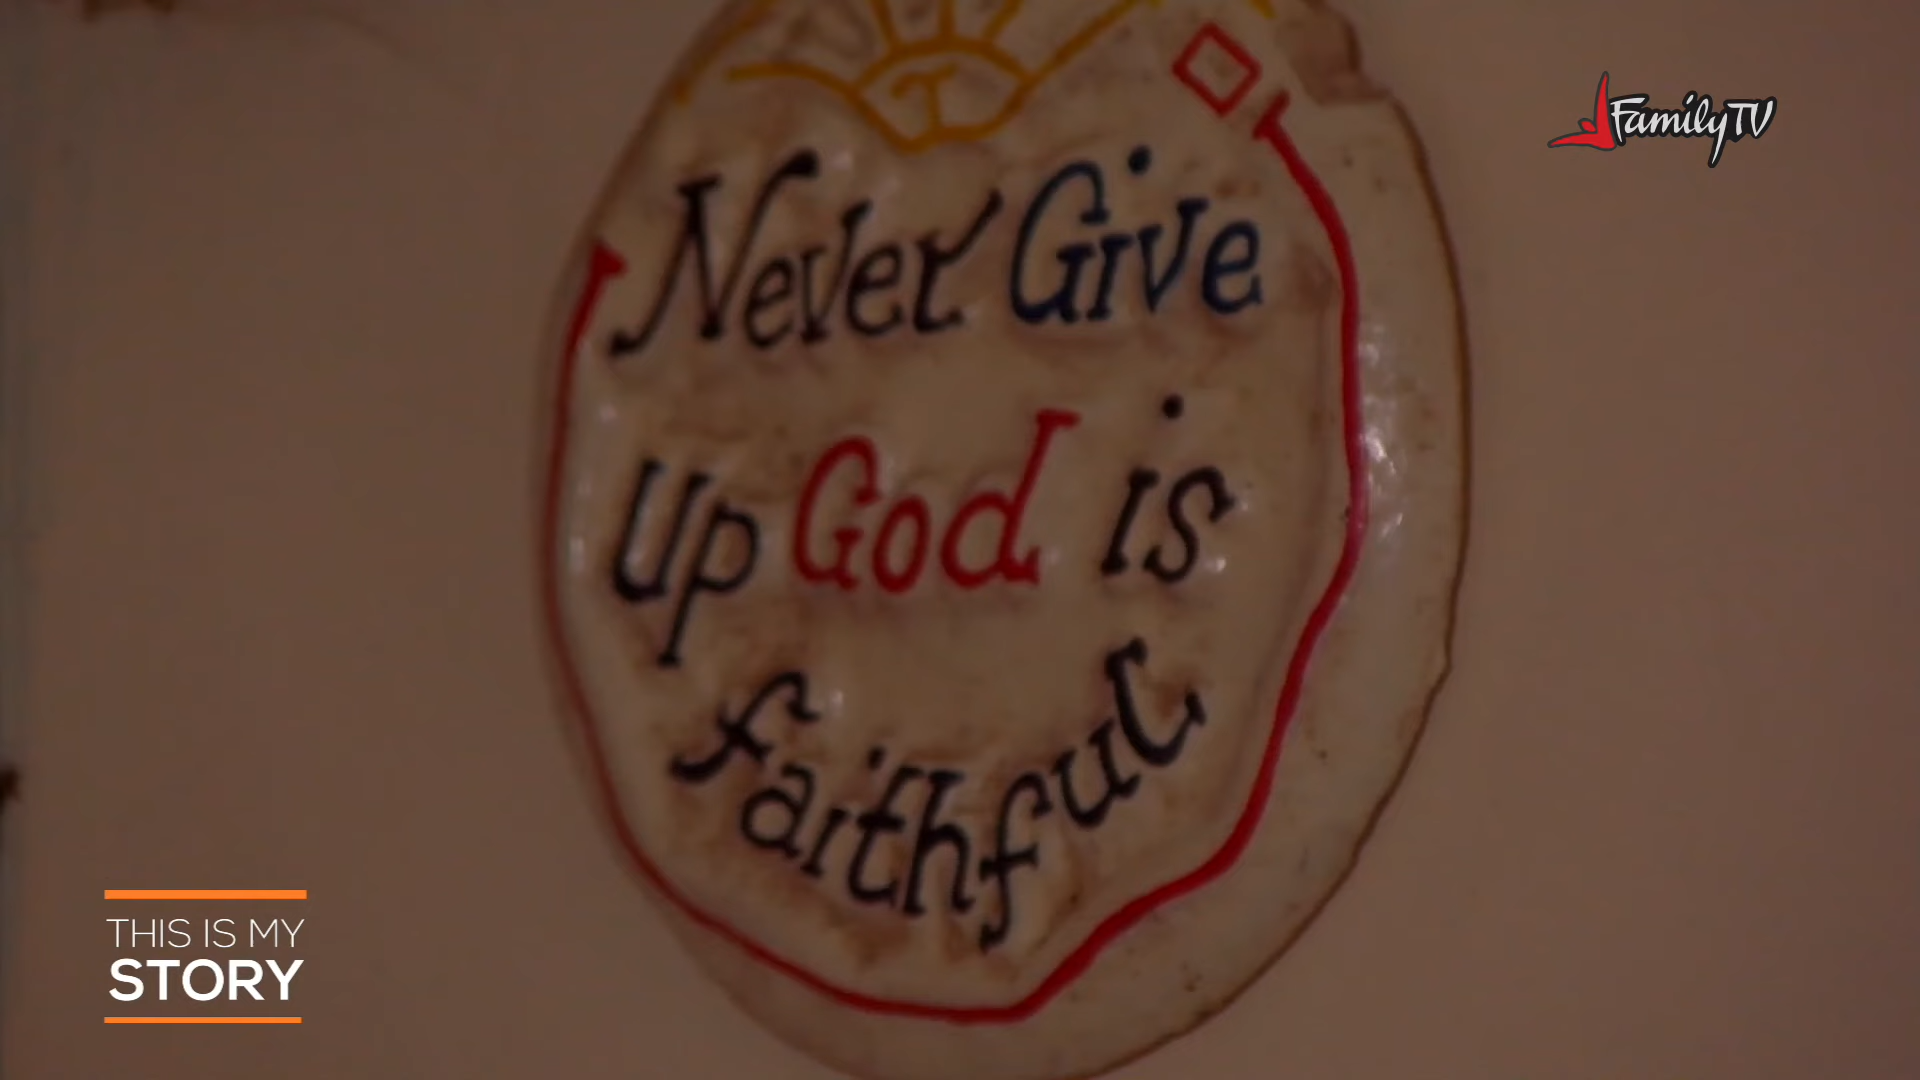 FamilyTV
T
Never Give
Up God is
faithful
THIS IS MY
STORY